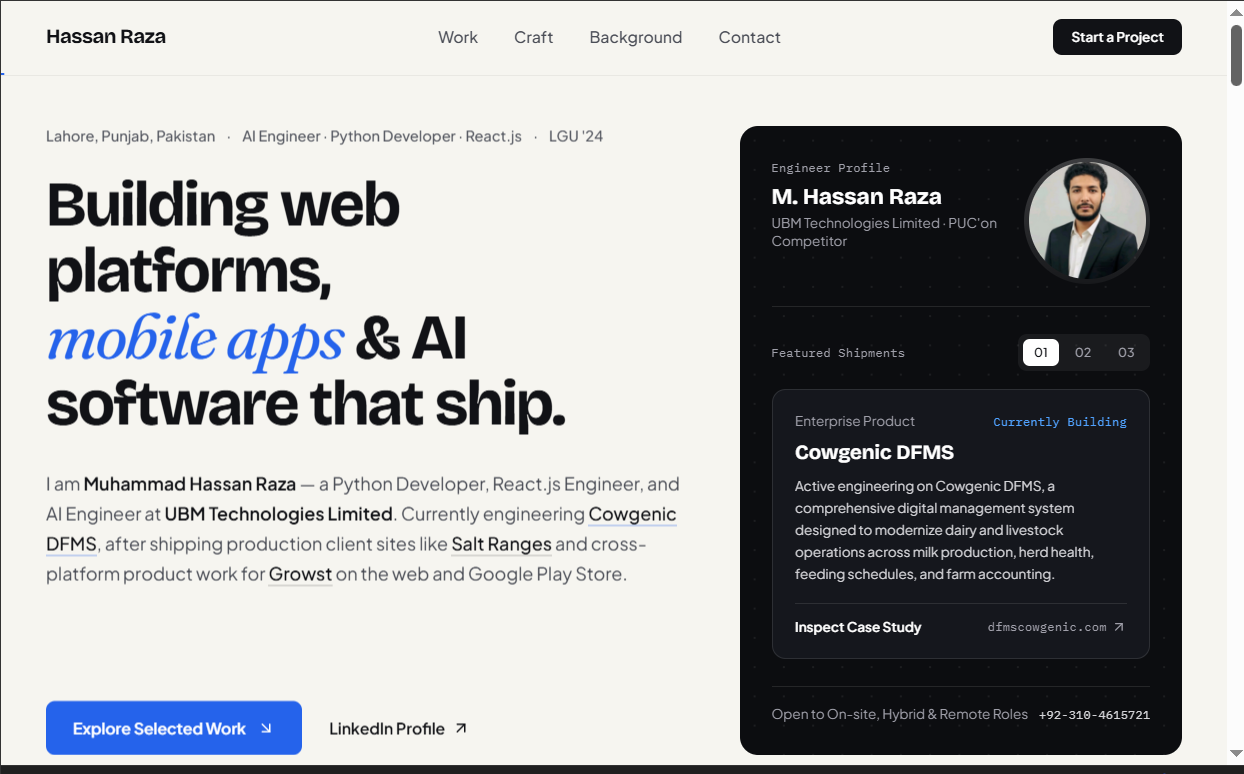 Hassan Raza
Work
Craft
Background
Contact
Start a Project
Lahore, Punjab, Pakistan · AI Engineer · Python Developer · React.js · LGU '24
Building web
platforms,
mobile apps & AI
software that ship.
I am Muhammad Hassan Raza — a Python Developer, React.js Engineer, and
AI Engineer at UBM Technologies Limited. Currently engineering Cowgenic
DFMS, after shipping production client sites like Salt Ranges and cross-
platform product work for Growst on the web and Google Play Store.
Explore Selected Work ↘
LinkedIn Profile ↗
Engineer Profile
M. Hassan Raza
UBM Technologies Limited · PUC'on
Competitor
Featured Shipments
01
02
03
Enterprise Product
Currently Building
Cowgenic DFMS
Active engineering on Cowgenic DFMS, a
comprehensive digital management system
designed to modernize dairy and livestock
operations across milk production, herd health,
feeding schedules, and farm accounting.
Inspect Case Study
dfmscowgenic.com ↗
Open to On-site, Hybrid & Remote Roles
+92-310-4615721